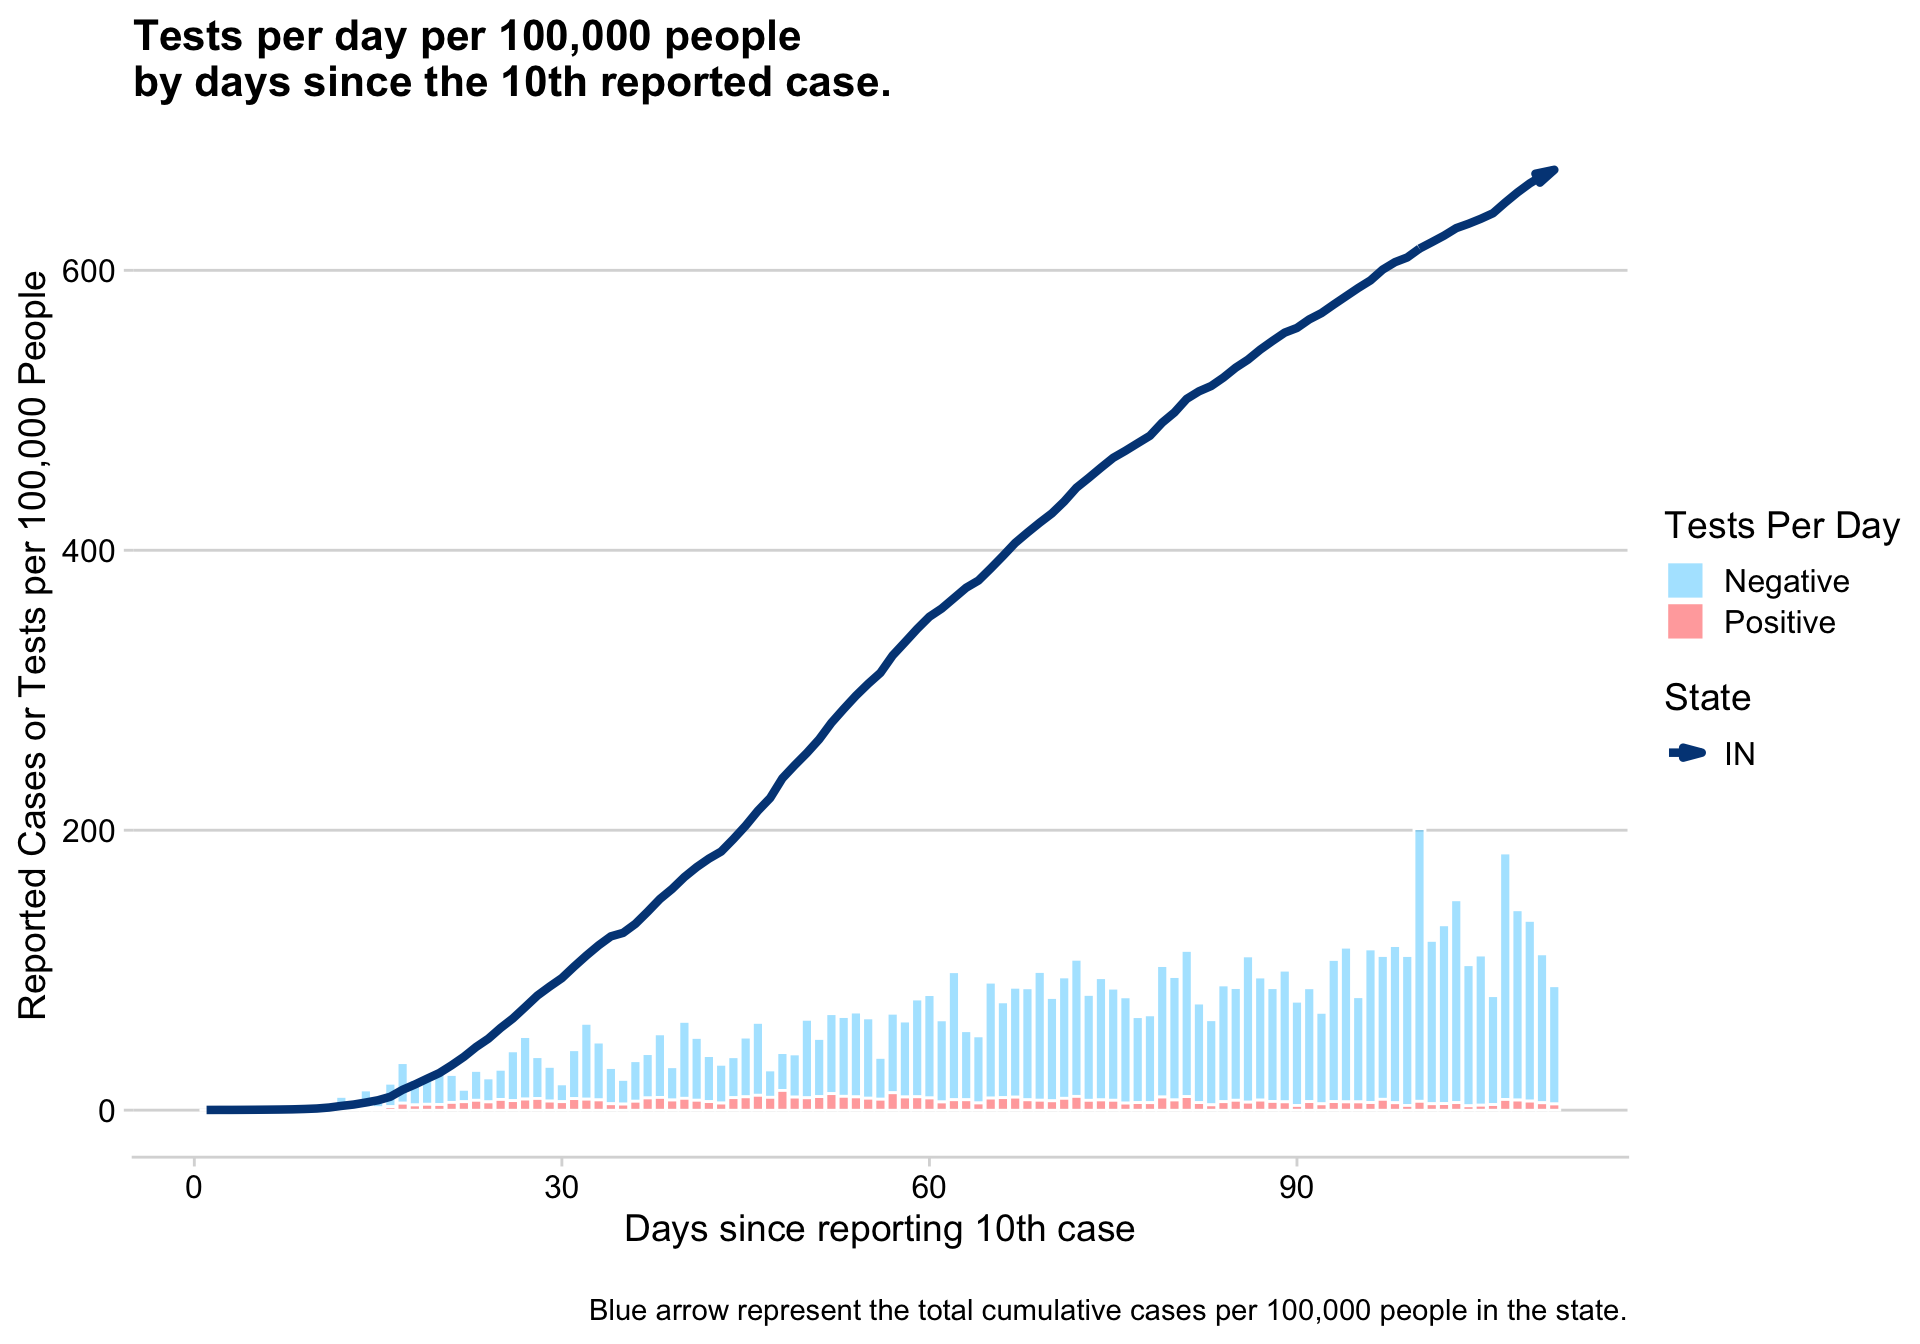 Tests per day per 100,000 people
by days since the 10th reported case.
Reported Cases or Tests per 100,000 People
600
400
200
0
0
30
60
90
Days since reporting 10th case
Tests Per Day
Negative
Positive
State
IN
Blue arrow represent the total cumulative cases per 100,000 people in the state.